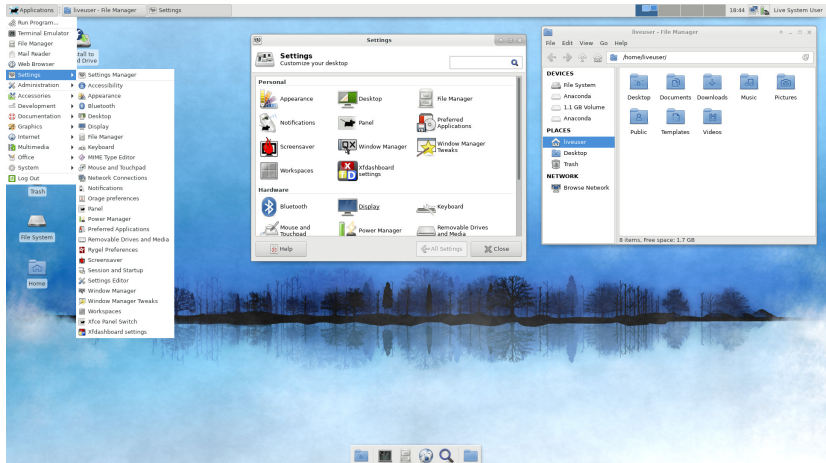 Applications
liveuser - File Manager
Settings
18:44
Live System User
Run Program...
Terminal Emulator
File Manager
Mail Reader
Web Browser
Settings
Administration
Accessories
Development
Documentation
Graphics
Internet
Multimedia
Office
System
Log Out
tall to
d Drive
Trash
File System
Home
Settings Manager
Accessibility
Appearance
Bluetooth
Desktop
Display
File Manager
Keyboard
MIME Type Editor
Mouse and Touchpad
Network Connections
Notifications
Orage preferences
Panel
Power Manager
Preferred Applications
Removable Drives and Media
Rygel Preferences
Screensaver
Session and Startup
Settings Editor
Window Manager
Window Manager Tweaks
Workspaces
Xfce Panel Switch
Xfdashboard settings
Settings
Settings
Customize your desktop
Personal
Appearance
Desktop
File Manager
Notifications
Panel
Preferred
Applications
Screensaver
Window Manager
Window Manager
Tweaks
Workspaces
Xfdashboard
settings
Hardware
Bluetooth
Display
Keyboard
Mouse and
Touchpad
Power Manager
Removable Drives
and Media
Help
All Settings
Close
liveuser - File Manager
File Edit View Go Help
/home/liveuser/
DEVICES
File System
Anaconda
1.1 GB Volume
Anaconda
PLACES
liveuser
Desktop
Trash
NETWORK
Browse Network
Desktop
Documents
Downloads
Music
Pictures
Public
Templates
Videos
8 items, Free space: 1.7 GB